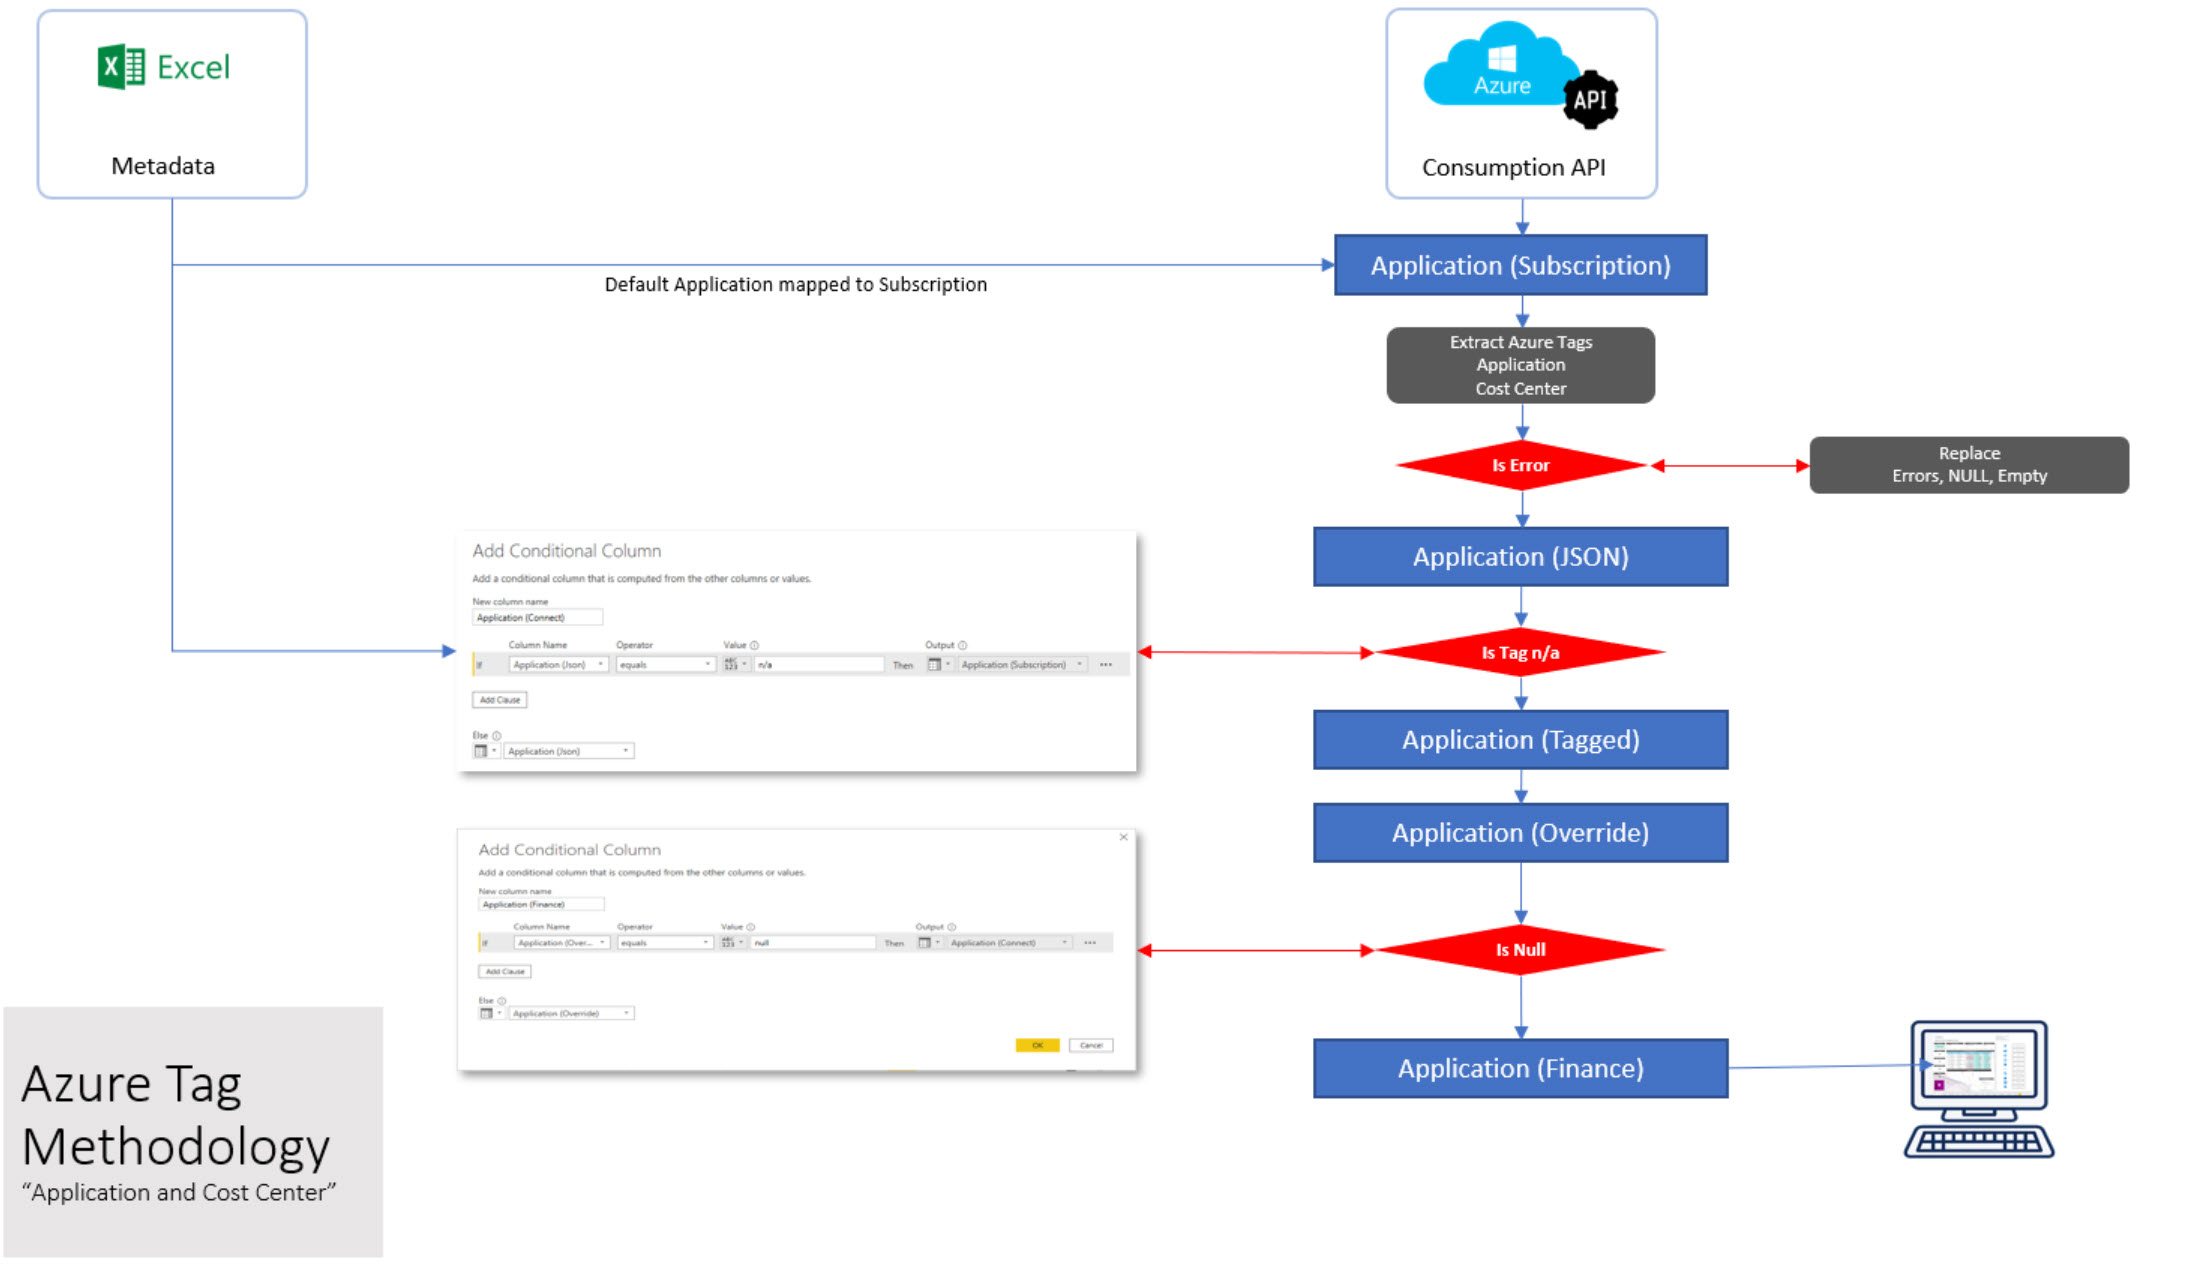 Excel
Metadata
Azure
API
Consumption API
Application (Subscription)
Default Application mapped to Subscription
Extract Azure Tags
Application
Cost Center
Is Error
Replace
Errors, NULL, Empty
Application (JSON)
Add Conditional Column
Add a conditional column that is computed from the other columns or values.
New column name
Application (Connect)
Column Name Operator Value Output
If Application (Json) equals ABC 123 n/a Then Application (Subscription) ...
Add Clause
Else
Application (Json)
Is Tag n/a
Application (Tagged)
Application (Override)
Add Conditional Column
Add a conditional column that is computed from the other columns or values.
New column name
Application (Finance)
Column Name Operator Value Output
If Application (Over... equals ABC 123 null Then Application (Connect) ...
Add Clause
Else
Application (Override)
OK Cancel
Is Null
Application (Finance)
Azure Tag
Methodology
“Application and Cost Center”